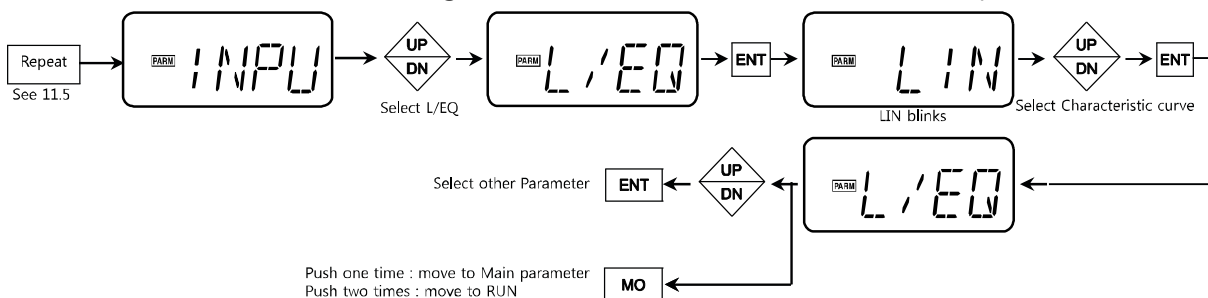 Repeat
See 11.5
PARM INPU
UP
DN
Select L/EQ
PARM L/EQ
ENT
PARM LIN
LIN blinks
UP
DN
Select Characteristic curve
ENT
PARM L/EQ
UP
DN
ENT
Select other Parameter
Push one time : move to Main parameter
Push two times : move to RUN
MO